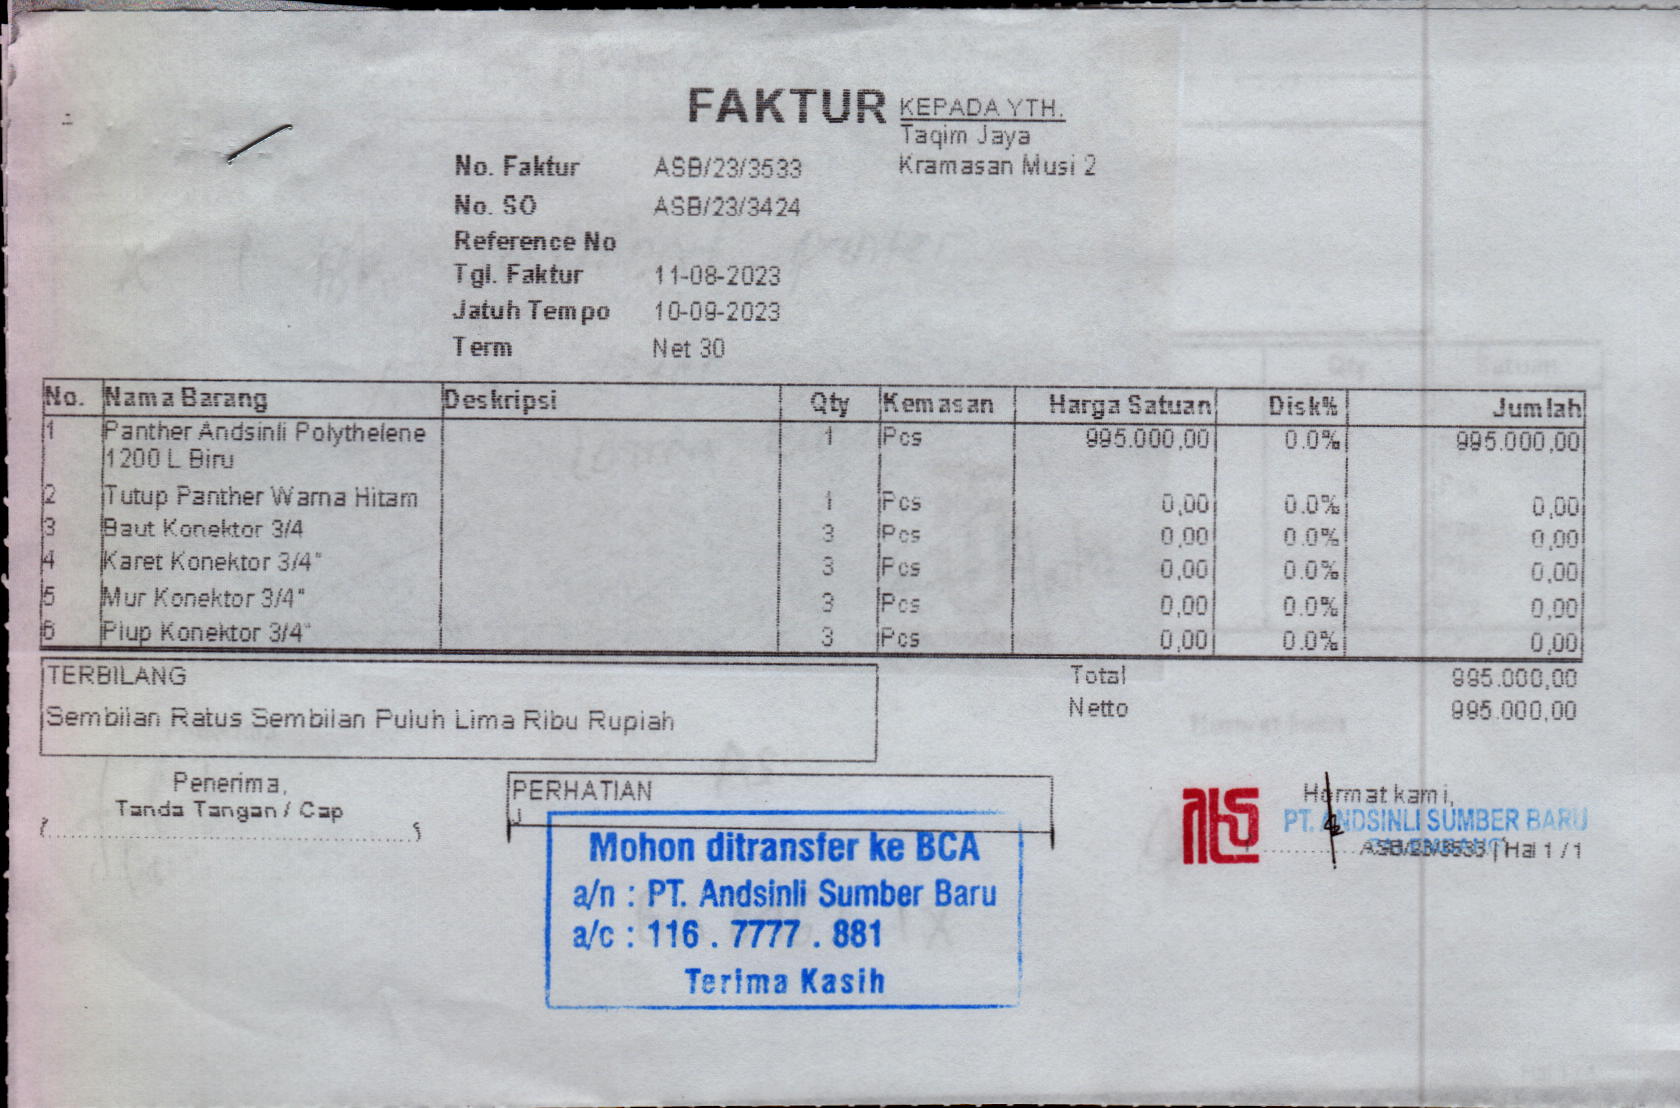 FAKTUR
KEPADA YTH.
Taqim Jaya
Kramasan Musi 2
No. Faktur ASB/23/3533
No. SO ASB/23/3424
Reference No
Tgl. Faktur 11-08-2023
Jatuh Tempo 10-09-2023
Term Net 30
No. Nama Barang Deskripsi Qty Kemasan Harga Satuan Disk% Jumlah
1 Panther Andsinli Polythelene 1 Pcs 995.000,00 0.0% 995.000,00
1200 L Biru
2 Tutup Panther Warna Hitam 1 Pcs 0,00 0.0% 0,00
3 Baut Konektor 3/4 3 Pcs 0,00 0.0% 0,00
4 Karet Konektor 3/4" 3 Pcs 0,00 0.0% 0,00
5 Mur Konektor 3/4" 3 Pcs 0,00 0.0% 0,00
6 Plup Konektor 3/4" 3 Pcs 0,00 0.0% 0,00
TERBILANG
Sembilan Ratus Sembilan Puluh Lima Ribu Rupiah
Total 995.000,00
Netto 995.000,00
Penerima,
Tanda Tangan / Cap
PERHATIAN
Mohon ditransfer ke BCA
a/n : PT. Andsinli Sumber Baru
a/c : 116 . 7777 . 881
Terima Kasih
Hormat kami,
PT. ANDSINLI SUMBER BARU
ASB/23/3533 | Hal 1 / 1